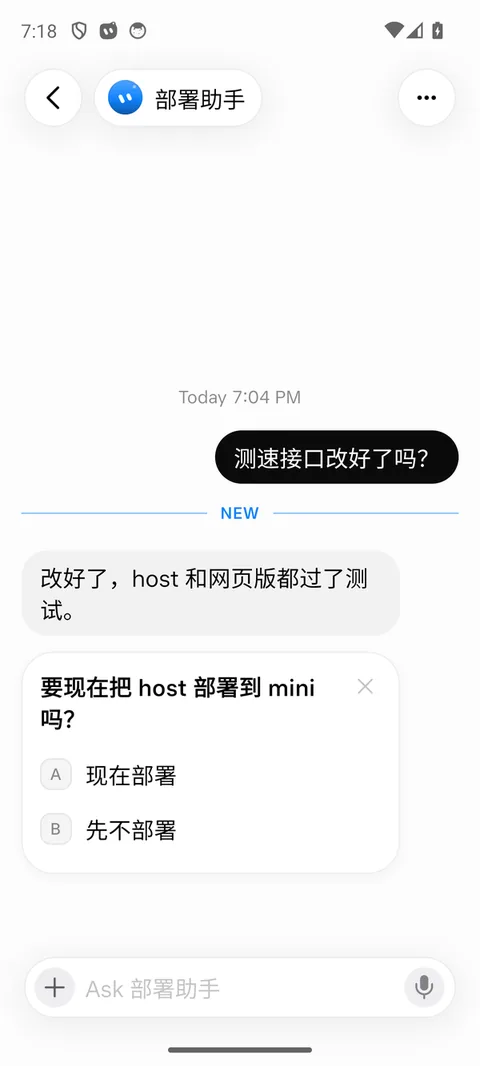 7:18
部署助手
Today 7:04 PM
测速接口改好了吗？
NEW
改好了，host 和网页版都过了测
试。
要现在把 host 部署到 mini
吗？
A 现在部署
B 先不部署
Ask 部署助手